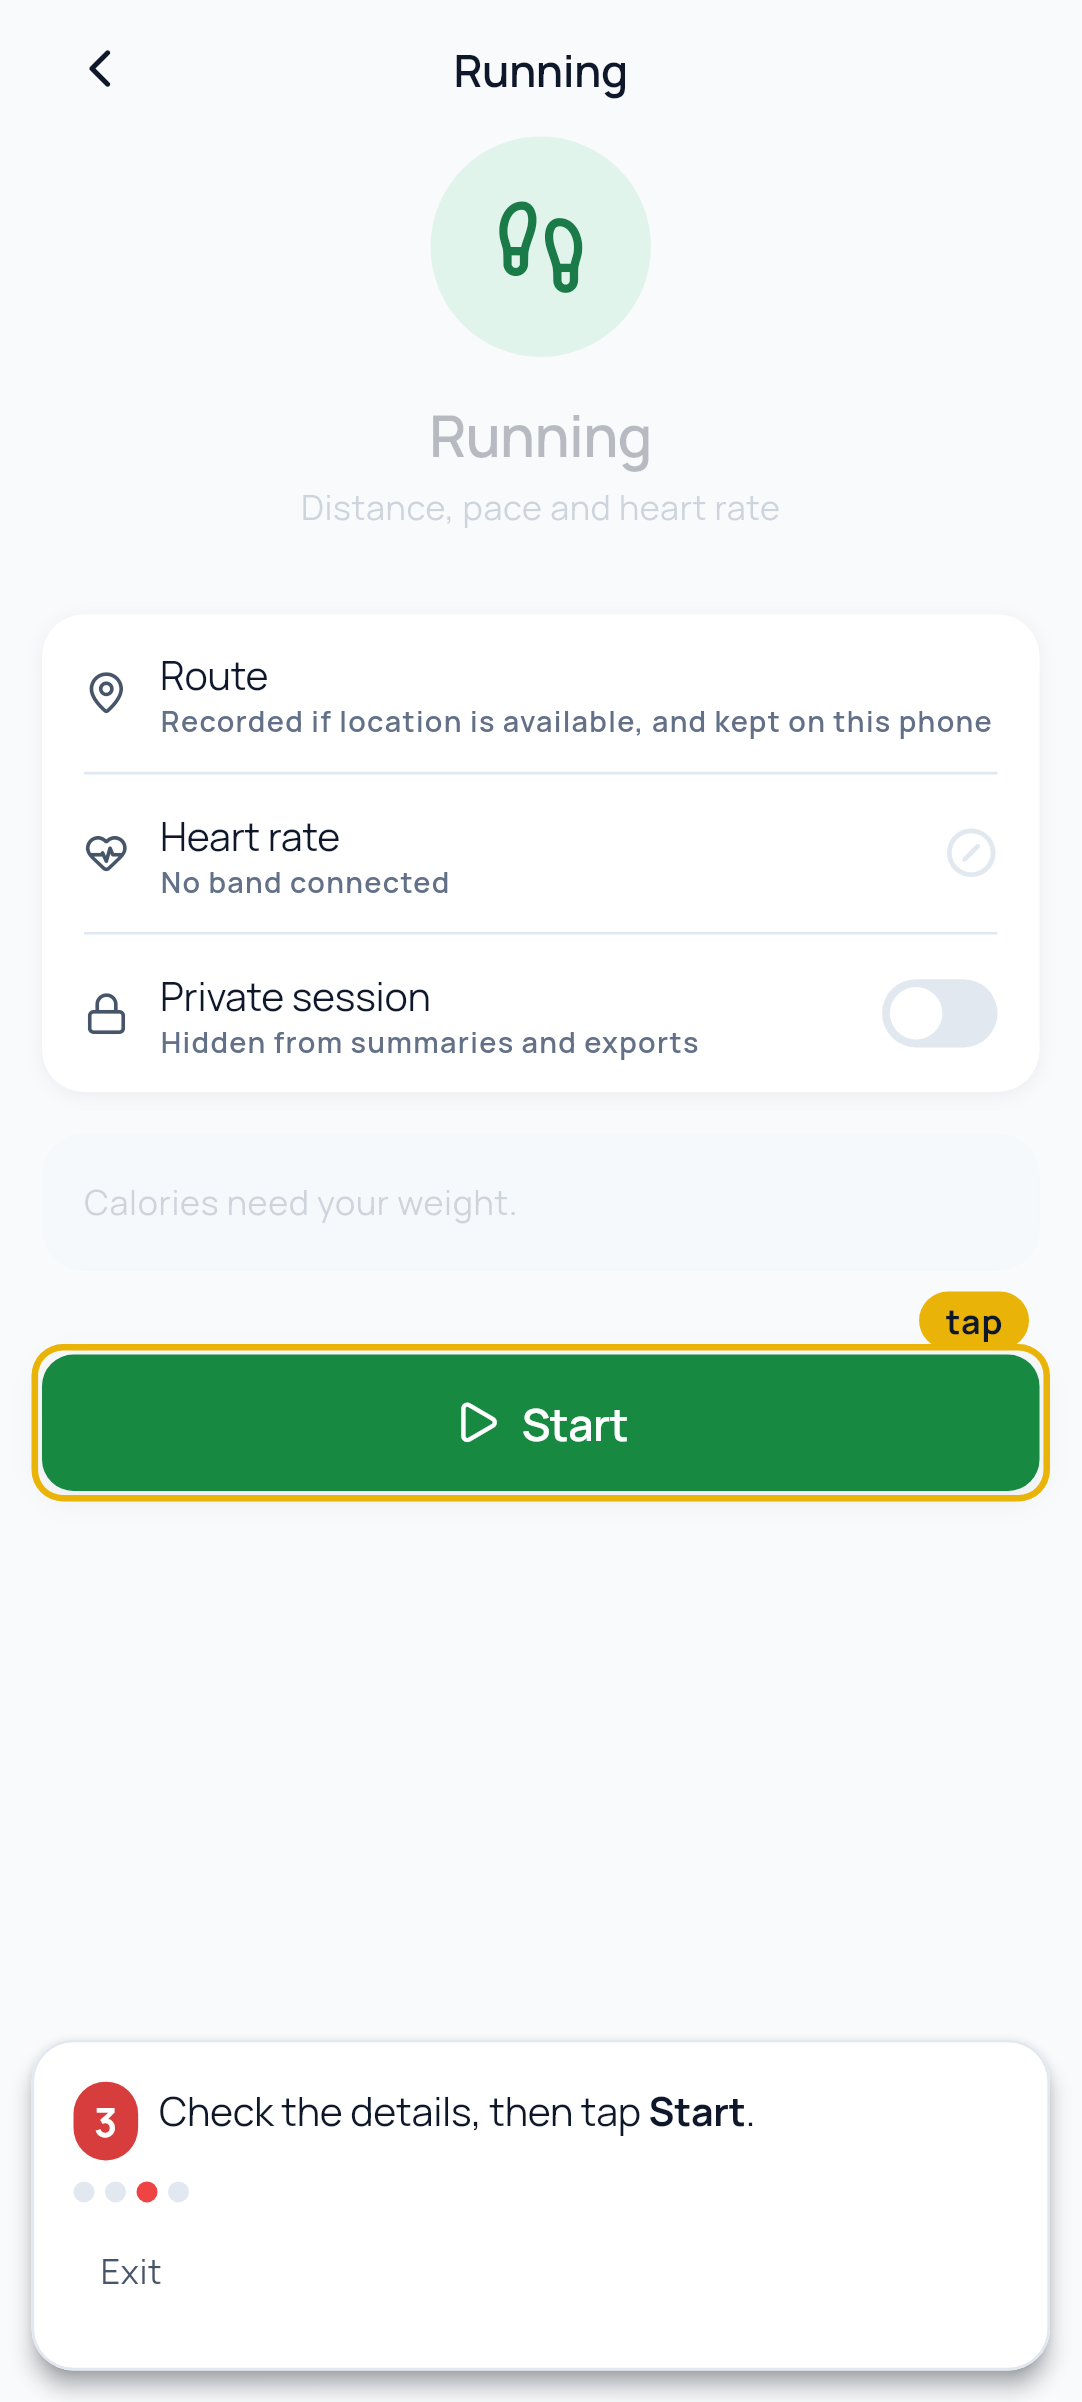 Running
Running
Distance, pace and heart rate
Route
Recorded if location is available, and kept on this phone
Heart rate
No band connected
Private session
Hidden from summaries and exports
Calories need your weight.
tap
Start
3 Check the details, then tap Start.
Exit